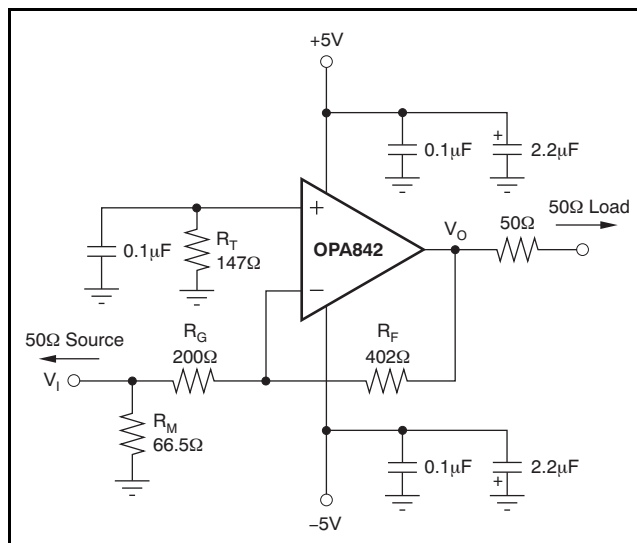 +5V
0.1µF
+
2.2µF
+
OPA842
–
0.1µF
R_T
147Ω
V_O
50Ω
50Ω Load
50Ω Source
R_G
200Ω
R_F
402Ω
V_I
R_M
66.5Ω
0.1µF
+
2.2µF
–5V